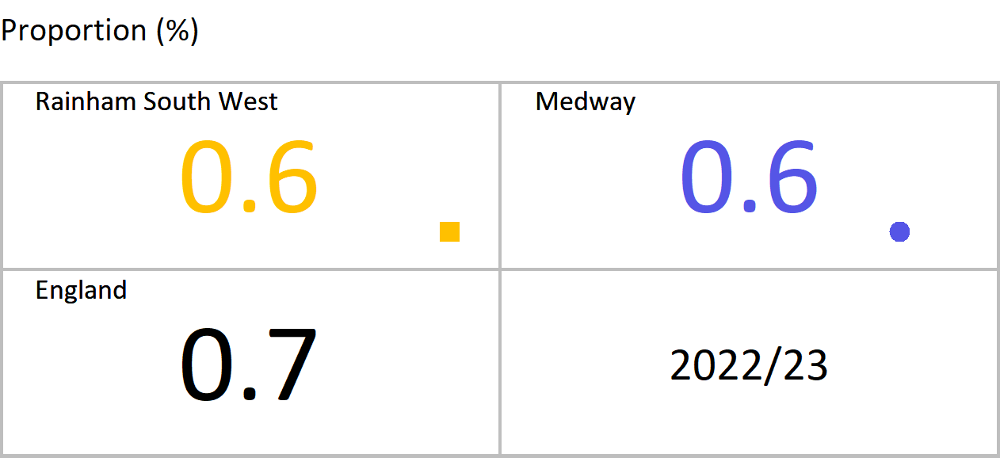 Proportion (%)
Rainham South West
0.6
Medway
0.6
England
0.7
2022/23